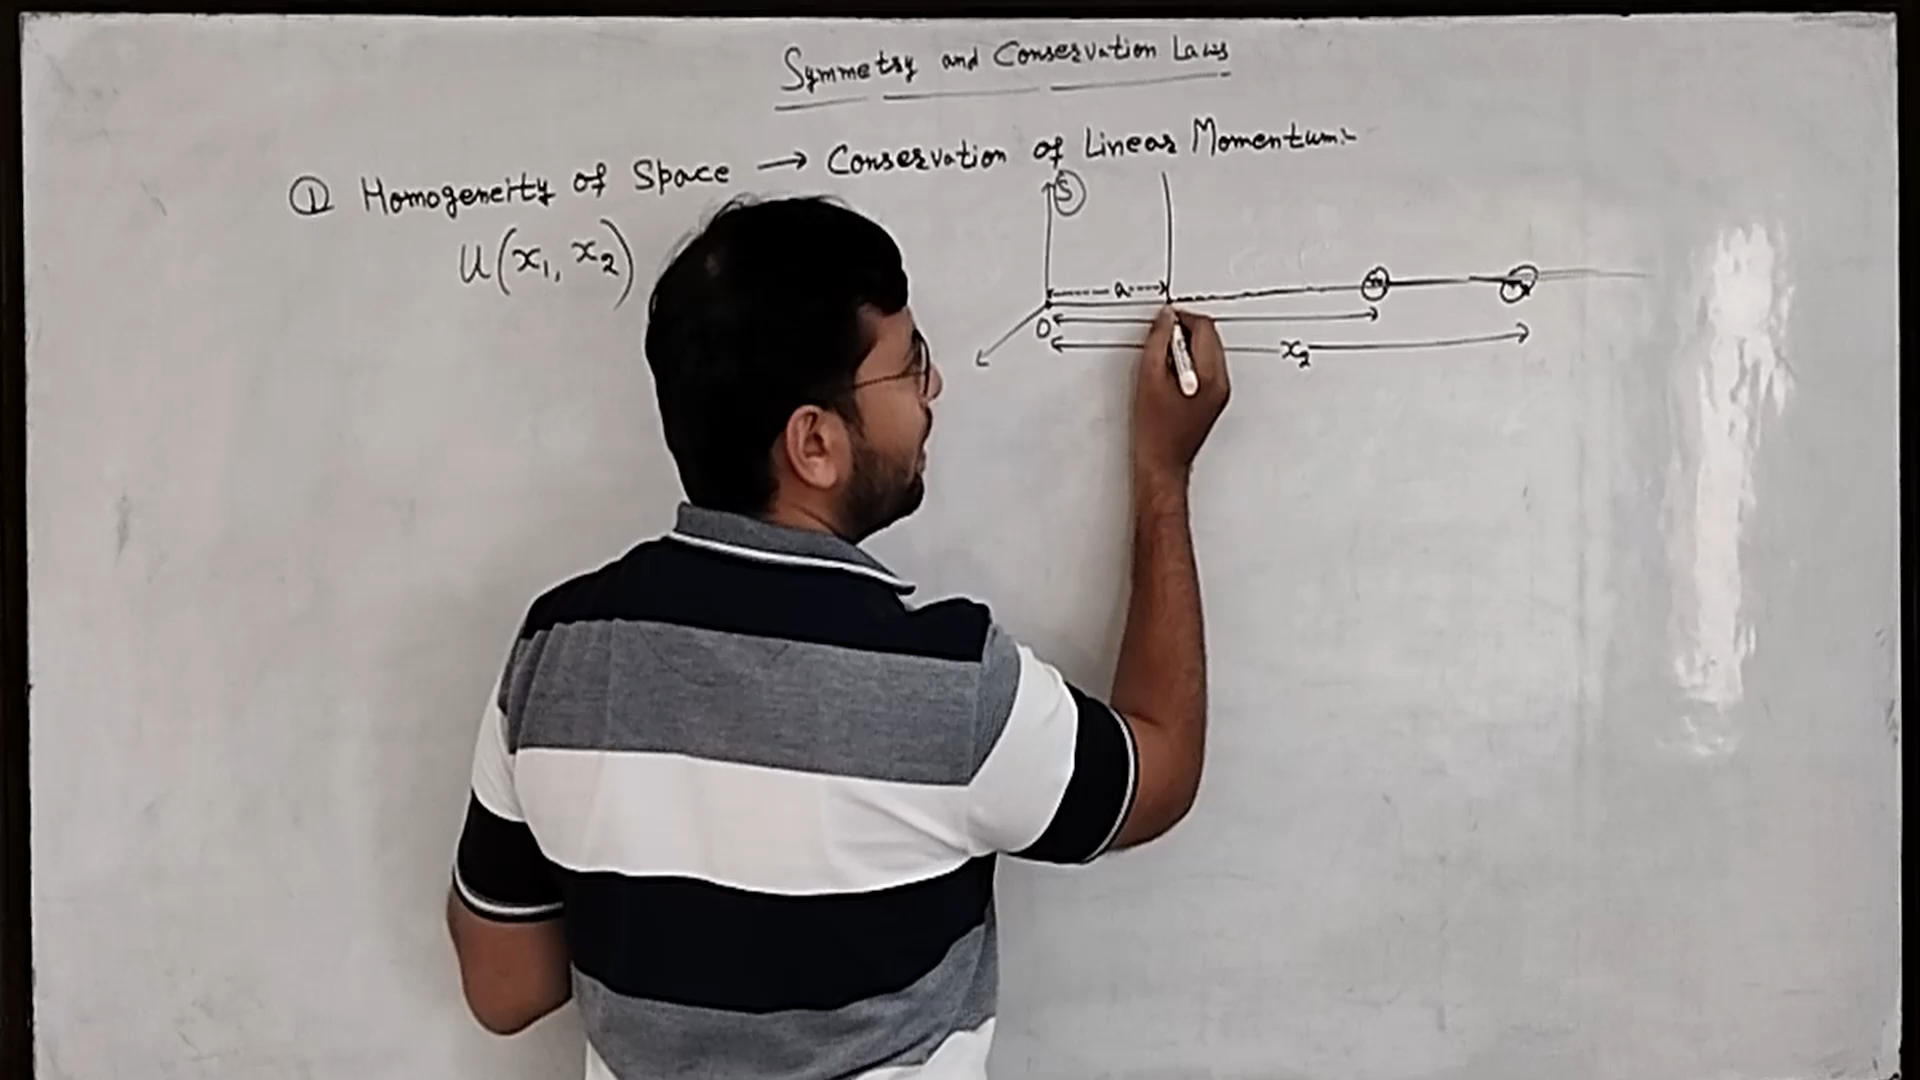 Symmetry and Conservation Laws
① Homogeneity of Space → Conservation of Linear Momentum:-
U(x₁, x₂)
S
a
O
x₂